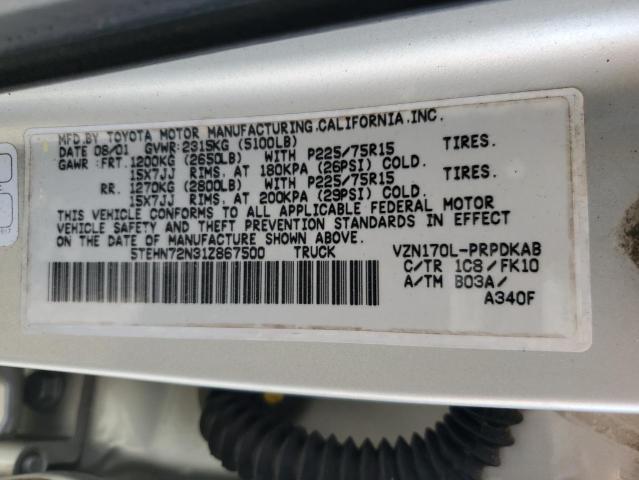 MFD.BY TOYOTA MOTOR MANUFACTURING.CALIFORNIA.INC.
DATE 08/01 GVWR:2315KG (5100LB)
GAWR : FRT. 1200KG (2650LB) WITH P225/75R15 TIRES.
15X7JJ RIMS. AT 180KPA (26PSI) COLD.
RR. 1270KG (2800LB) WITH P225/75R15 TIRES.
15X7JJ RIMS. AT 200KPA (29PSI) COLD.
THIS VEHICLE CONFORMS TO ALL APPLICABLE FEDERAL MOTOR
VEHICLE SAFETY AND THEFT PREVENTION STANDARDS IN EFFECT
ON THE DATE OF MANUFACTURE SHOWN ABOVE.
5TEHN72N31Z867500 TRUCK VZN170L-PRPDKAB
C/TR 1C8/FK10
A/TM B03A/
A340F